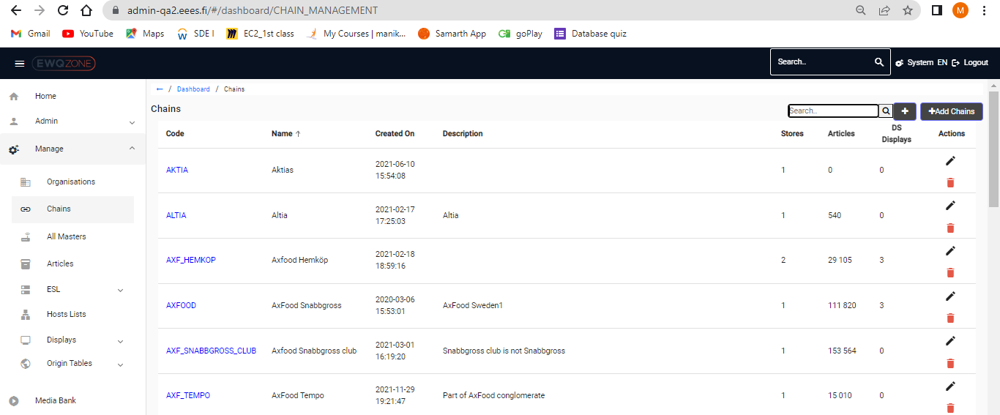 admin-qa2.eees.fi/#/dashboard/CHAIN_MANAGEMENT
M
Gmail YouTube Maps SDE I EC2_1st class My Courses | manik... Samarth App goPlay Database quiz
EWQZONE Search.. System EN Logout
← / Dashboard / Chains
Chains Search.. + +Add Chains
Home
Admin
Manage
Organisations
Chains
All Masters
Articles
ESL
Hosts Lists
Displays
Origin Tables
Media Bank
Code Name ↑ Created On Description Stores Articles DS Displays Actions
AKTIA Aktias 2021-06-10 15:54:08 1 0 0
ALTIA Altia 2021-02-17 17:25:03 Altia 1 540 0
AXF_HEMKOP Axfood Hemköp 2021-02-18 18:59:16 2 29 105 3
AXFOOD AxFood Snabbgross 2020-03-06 15:53:01 AxFood Sweden1 1 111 820 3
AXF_SNABBGROSS_CLUB Axfood Snabbgross club 2021-03-01 16:19:20 Snabbgross club is not Snabbgross 1 153 564 0
AXF_TEMPO AxFood Tempo 2021-11-29 19:21:47 Part of AxFood conglomerate 1 15 010 0